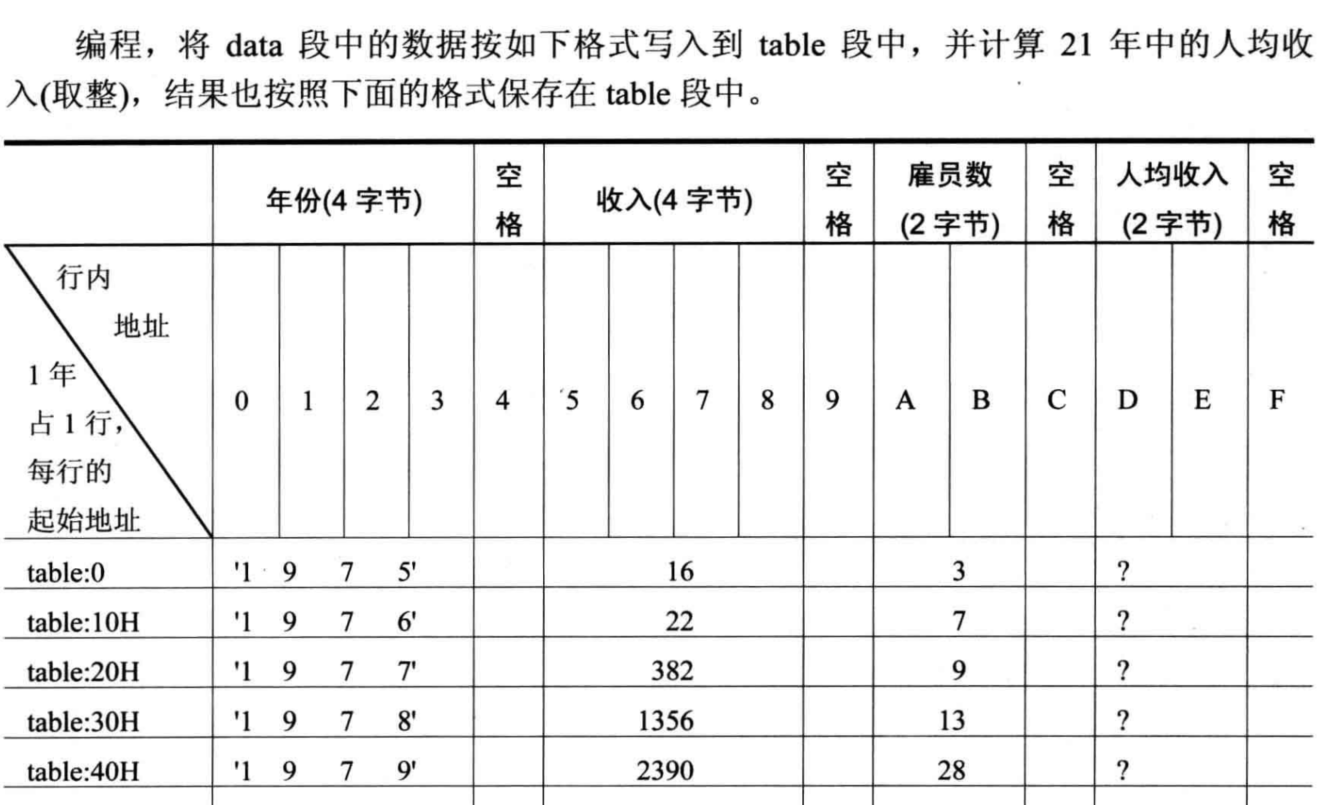 编程，将 data 段中的数据按如下格式写入到 table 段中，并计算 21 年中的人均收
入(取整)，结果也按照下面的格式保存在 table 段中。
年份(4 字节) 空格 收入(4 字节) 空格 雇员数(2 字节) 空格 人均收入(2 字节) 空格
行内
地址
1 年
占 1 行，
每行的
起始地址
0 1 2 3 4 5 6 7 8 9 A B C D E F
table:0 '1 9 7 5' 16 3 ?
table:10H '1 9 7 6' 22 7 ?
table:20H '1 9 7 7' 382 9 ?
table:30H '1 9 7 8' 1356 13 ?
table:40H '1 9 7 9' 2390 28 ?